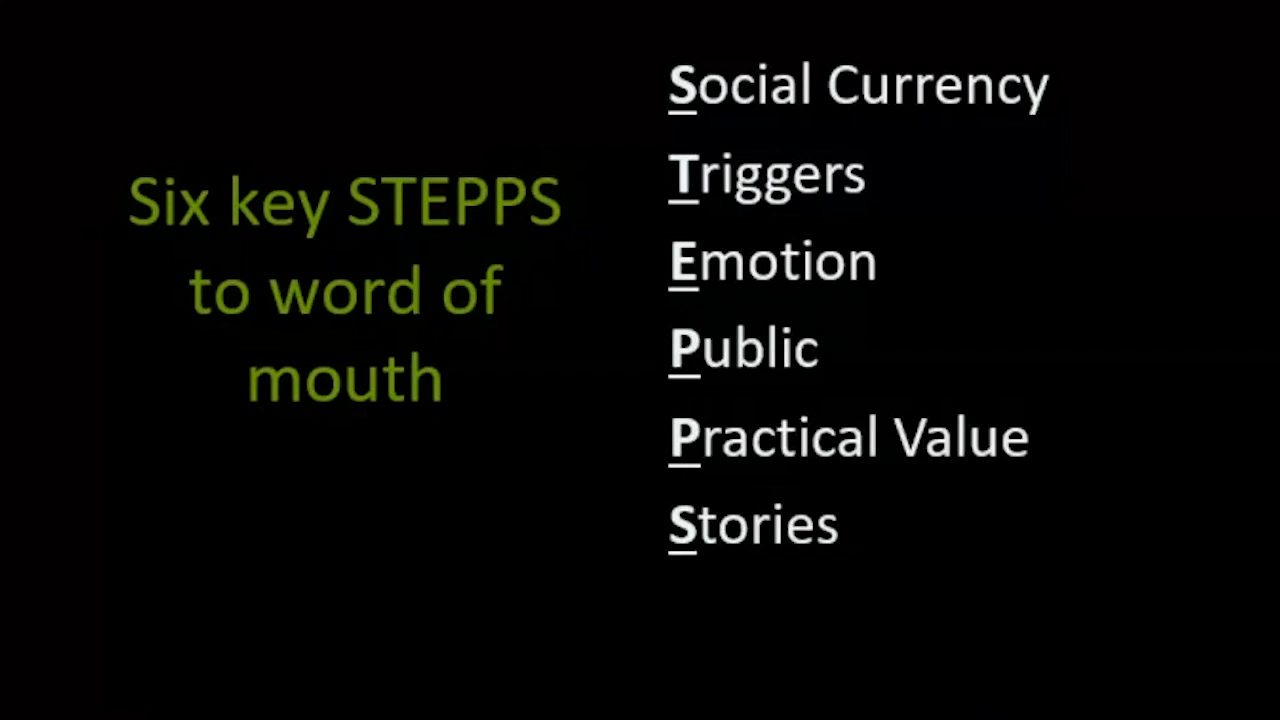 Six key STEPPS
to word of
mouth
Social Currency
Triggers
Emotion
Public
Practical Value
Stories